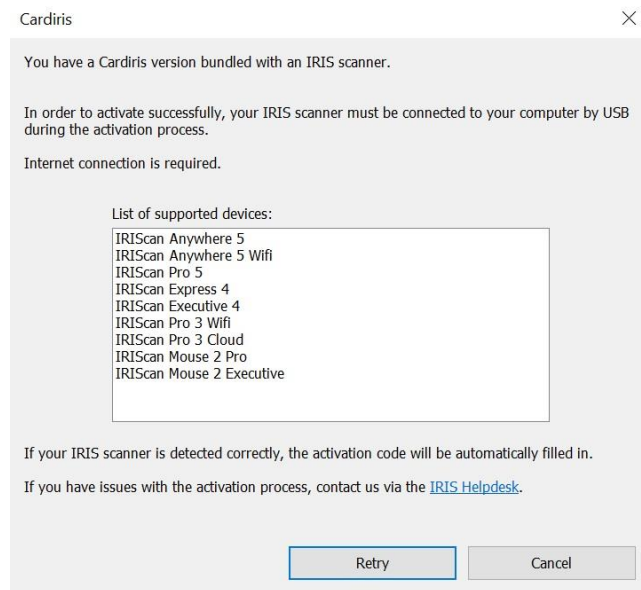 Cardiris
You have a Cardiris version bundled with an IRIS scanner.
In order to activate successfully, your IRIS scanner must be connected to your computer by USB
during the activation process.
Internet connection is required.
List of supported devices:
IRIScan Anywhere 5
IRIScan Anywhere 5 Wifi
IRIScan Pro 5
IRIScan Express 4
IRIScan Executive 4
IRIScan Pro 3 Wifi
IRIScan Pro 3 Cloud
IRIScan Mouse 2 Pro
IRIScan Mouse 2 Executive
If your IRIS scanner is detected correctly, the activation code will be automatically filled in.
If you have issues with the activation process, contact us via the IRIS Helpdesk.
Retry
Cancel